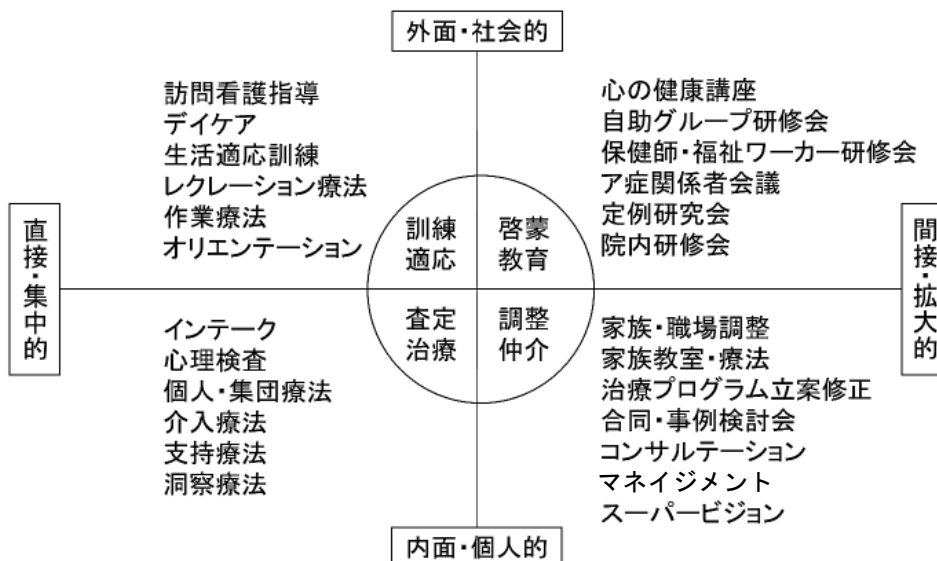 外面・社会的
訪問看護指導
デイケア
生活適応訓練
レクレーション療法
作業療法
オリエンテーション
心の健康講座
自助グループ研修会
保健師・福祉ワーカー研修会
ア症関係者会議
定例研究会
院内研修会
直接・集中的
訓練
適応
啓蒙
教育
間接・拡大的
査定
治療
調整
仲介
インテーク
心理検査
個人・集団療法
介入療法
支持療法
洞察療法
家族・職場調整
家族教室・療法
治療プログラム立案修正
合同・事例検討会
コンサルテーション
マネイジメント
スーパービジョン
内面・個人的